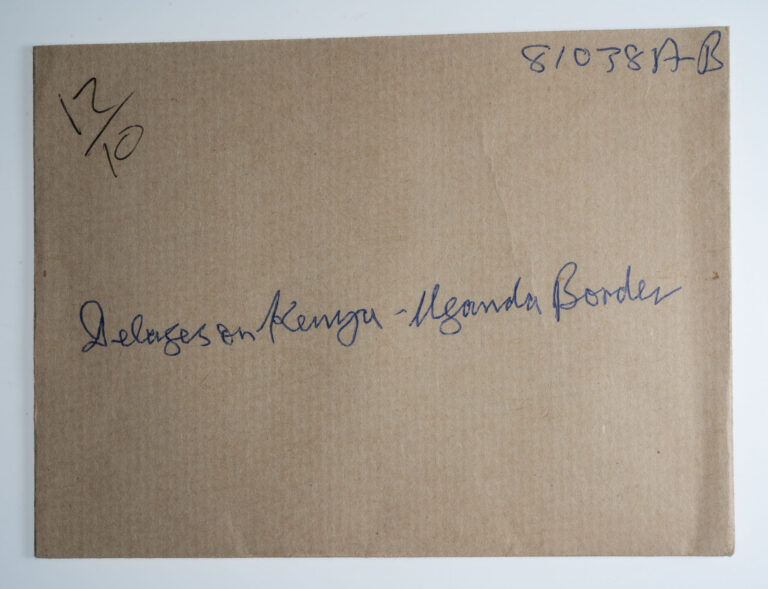 81038A-B
12/10
Delages on Kenya - Uganda Border